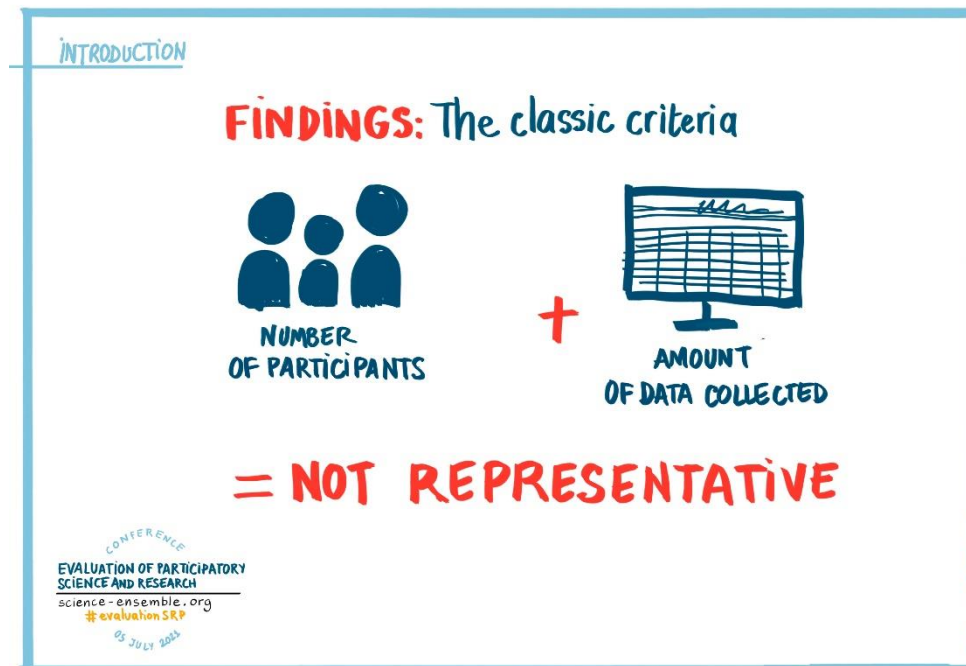 INTRODUCTION
FINDINGS: The classic criteria
NUMBER
OF PARTICIPANTS
+
AMOUNT
OF DATA COLLECTED
= NOT REPRESENTATIVE
CONFERENCE
EVALUATION OF PARTICIPATORY
SCIENCE AND RESEARCH
science-ensemble.org
#evaluationSRP
05 JULY 2021